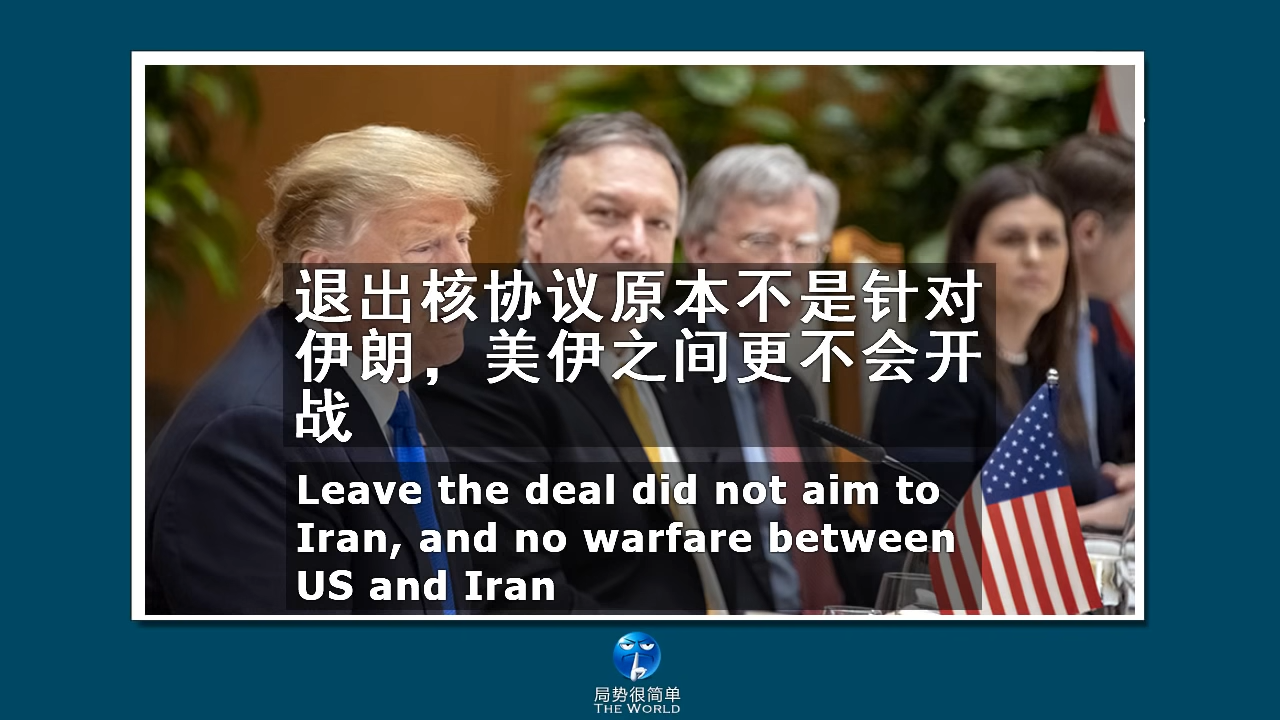 退出核协议原本不是针对
伊朗，美伊之间更不会开
战
Leave the deal did not aim to
Iran, and no warfare between
US and Iran
局势很简单
THE WORLD